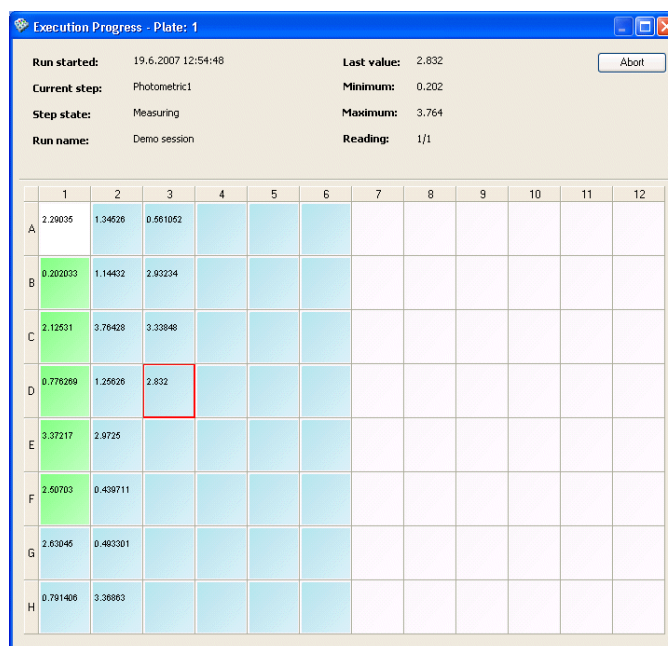 Execution Progress - Plate: 1
Run started: 19.6.2007 12:54:48 Last value: 2.832 Abort
Current step: Photometric1 Minimum: 0.202
Step state: Measuring Maximum: 3.764
Run name: Demo session Reading: 1/1
1 2 3 4 5 6 7 8 9 10 11 12
A 2.29035 1.34526 0.561052
B 0.202033 1.14432 2.93234
C 2.12531 3.76428 3.33848
D 0.776269 1.25626 2.832
E 3.37217 2.9725
F 2.50703 0.439711
G 2.63045 0.493301
H 0.791406 3.36863